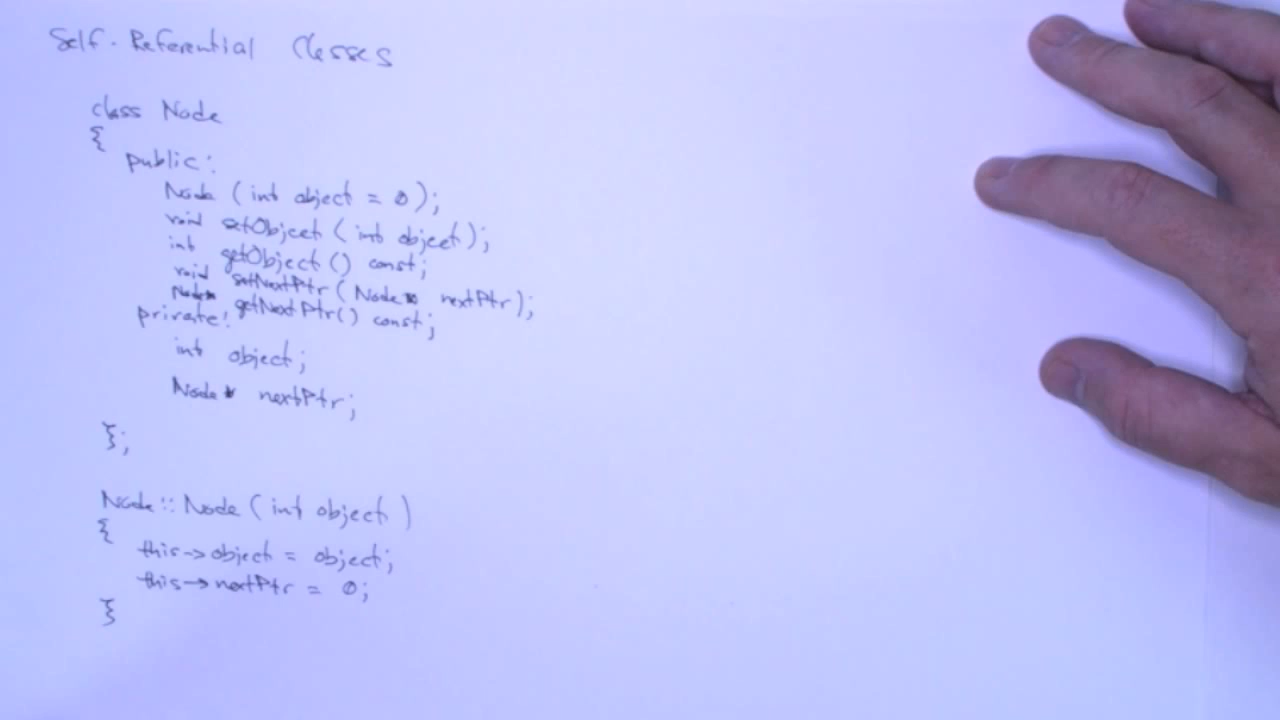 Self-Referential Classes
class Node
{
public:
Node (int object = 0);
void setObject (int object);
int getObject () const;
void setNextPtr (Node* nextPtr);
Node* getNextPtr() const;
private:
int object;
Node* nextPtr;
};
Node::Node (int object)
{
this->object = object;
this->nextPtr = 0;
}